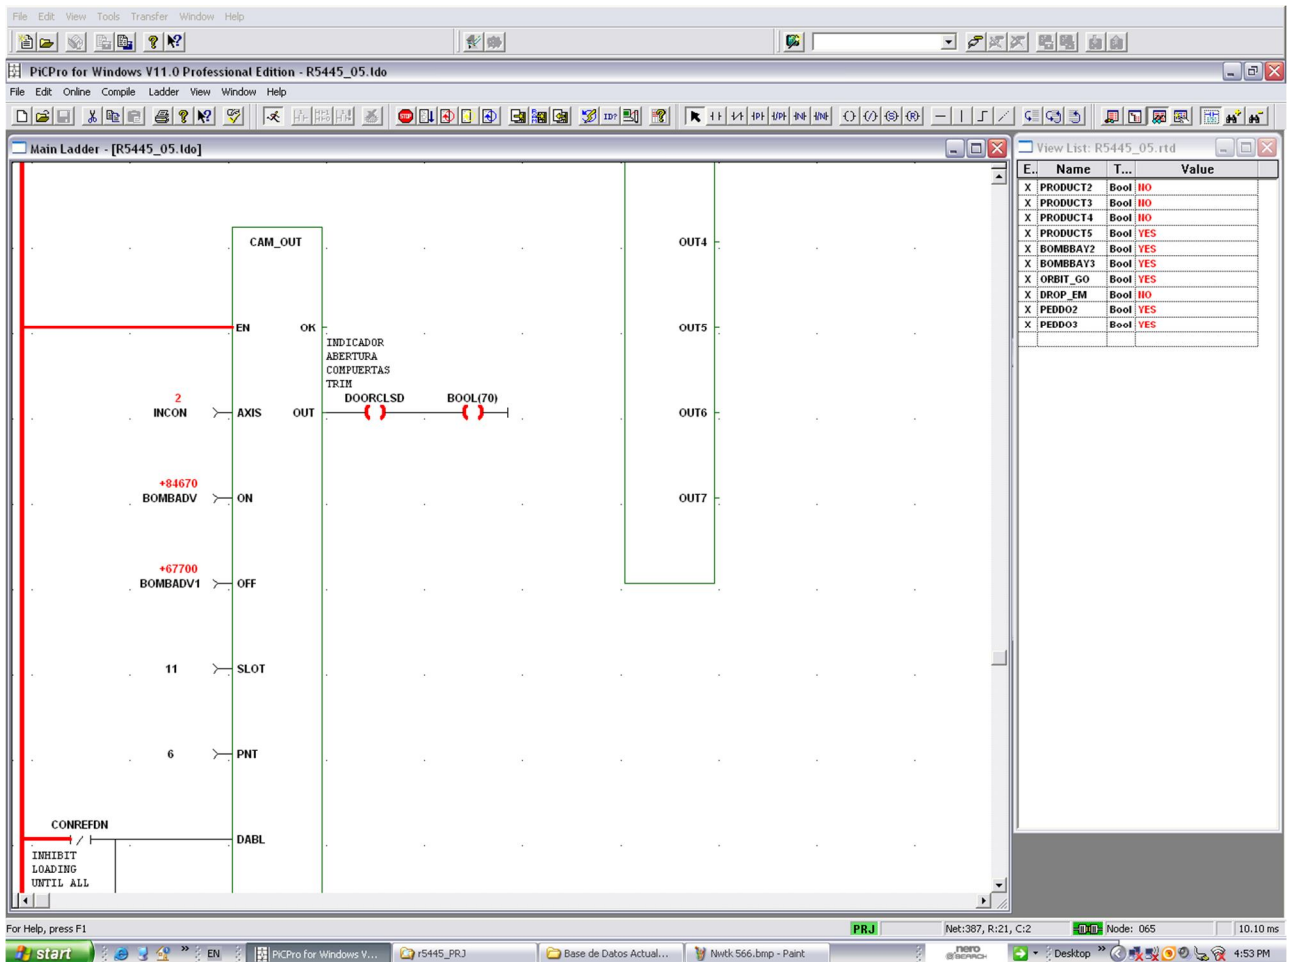 File Edit View Tools Transfer Window Help
PiCPro for Windows V11.0 Professional Edition - R5445_05.ldo
File Edit Online Compile Ladder View Window Help
Main Ladder - [R5445_05.ldo]
CAM_OUT
OUT4
EN OK
OUT5
INDICADOR
ABERTURA
COMPUERTAS
TRIM
DOORCLSD BOOL(70)
2
INCON AXIS OUT
OUT6
+84670
BOMBADV ON
OUT7
+67700
BOMBADV1 OFF
11 SLOT
6 PNT
CONREFDN
DABL
INHIBIT
LOADING
UNTIL ALL
View List: R5445_05.rtd
E.. Name T... Value
X PRODUCT2 Bool NO
X PRODUCT3 Bool NO
X PRODUCT4 Bool NO
X PRODUCT5 Bool YES
X BOMBBAY2 Bool YES
X BOMBBAY3 Bool YES
X ORBIT_GO Bool YES
X DROP_EM Bool NO
X PEDDO2 Bool YES
X PEDDO3 Bool YES
For Help, press F1
PRJ Net:387, R:21, C:2 Node: 065 10.10 ms
start EN PiCPro for Windows V... r5445_PRJ Base de Datos Actual... Nwtk 566.bmp - Paint nero SEARCH Desktop 4:53 PM